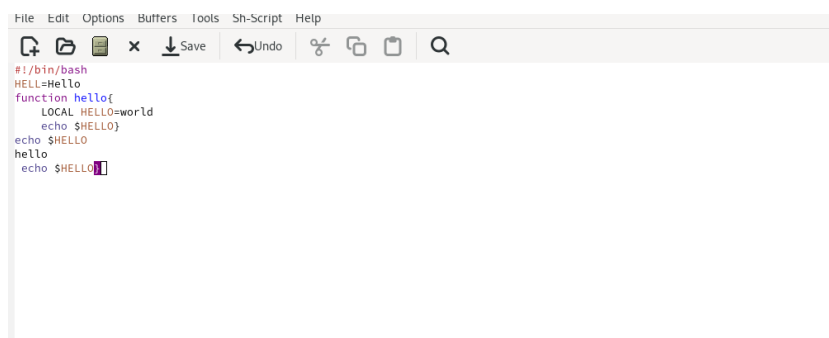 File Edit Options Buffers Tools Sh-Script Help
Save Undo
#!/bin/bash
HELL=Hello
function hello{
    LOCAL HELLO=world
    echo $HELLO}
echo $HELLO
hello
 echo $HELLO}